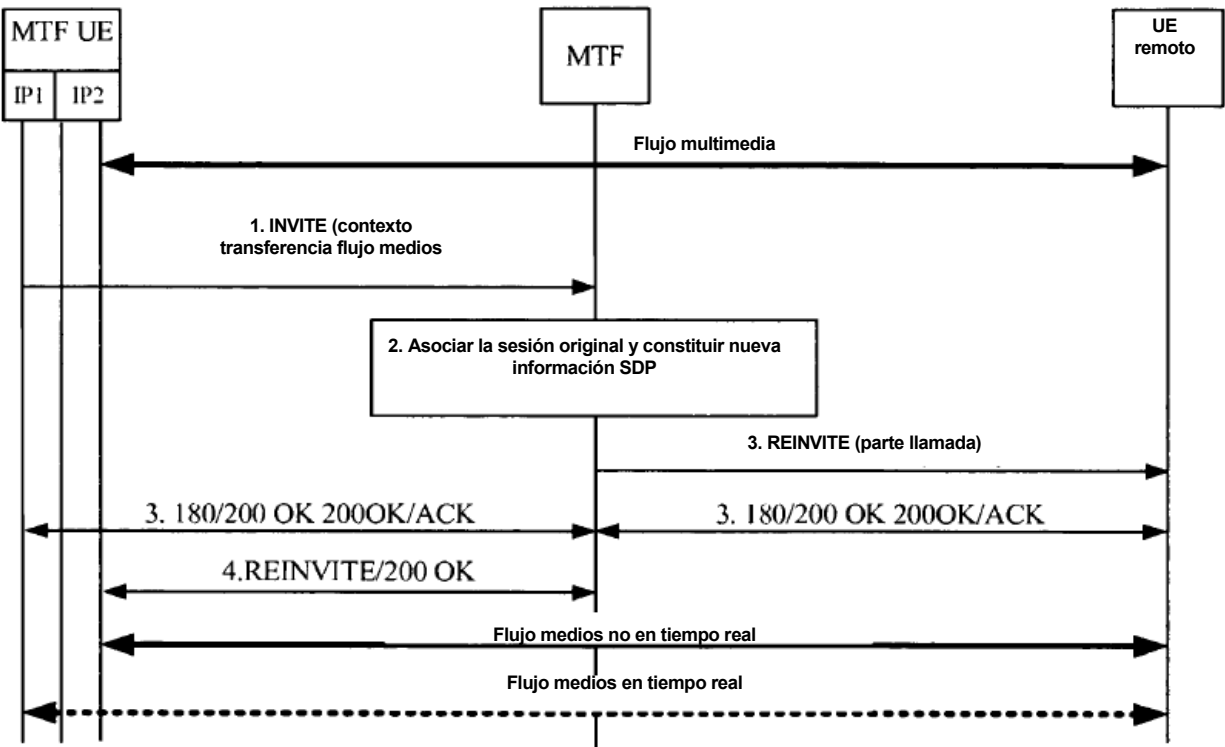 MTF UE
IP1
IP2
MTF
UE
remoto
Flujo multimedia
1. INVITE (contexto
transferencia flujo medios
2. Asociar la sesión original y constituir nueva
información SDP
3. REINVITE (parte llamada)
3. 180/200 OK 200OK/ACK
3. 180/200 OK 200OK/ACK
4.REINVITE/200 OK
Flujo medios no en tiempo real
Flujo medios en tiempo real